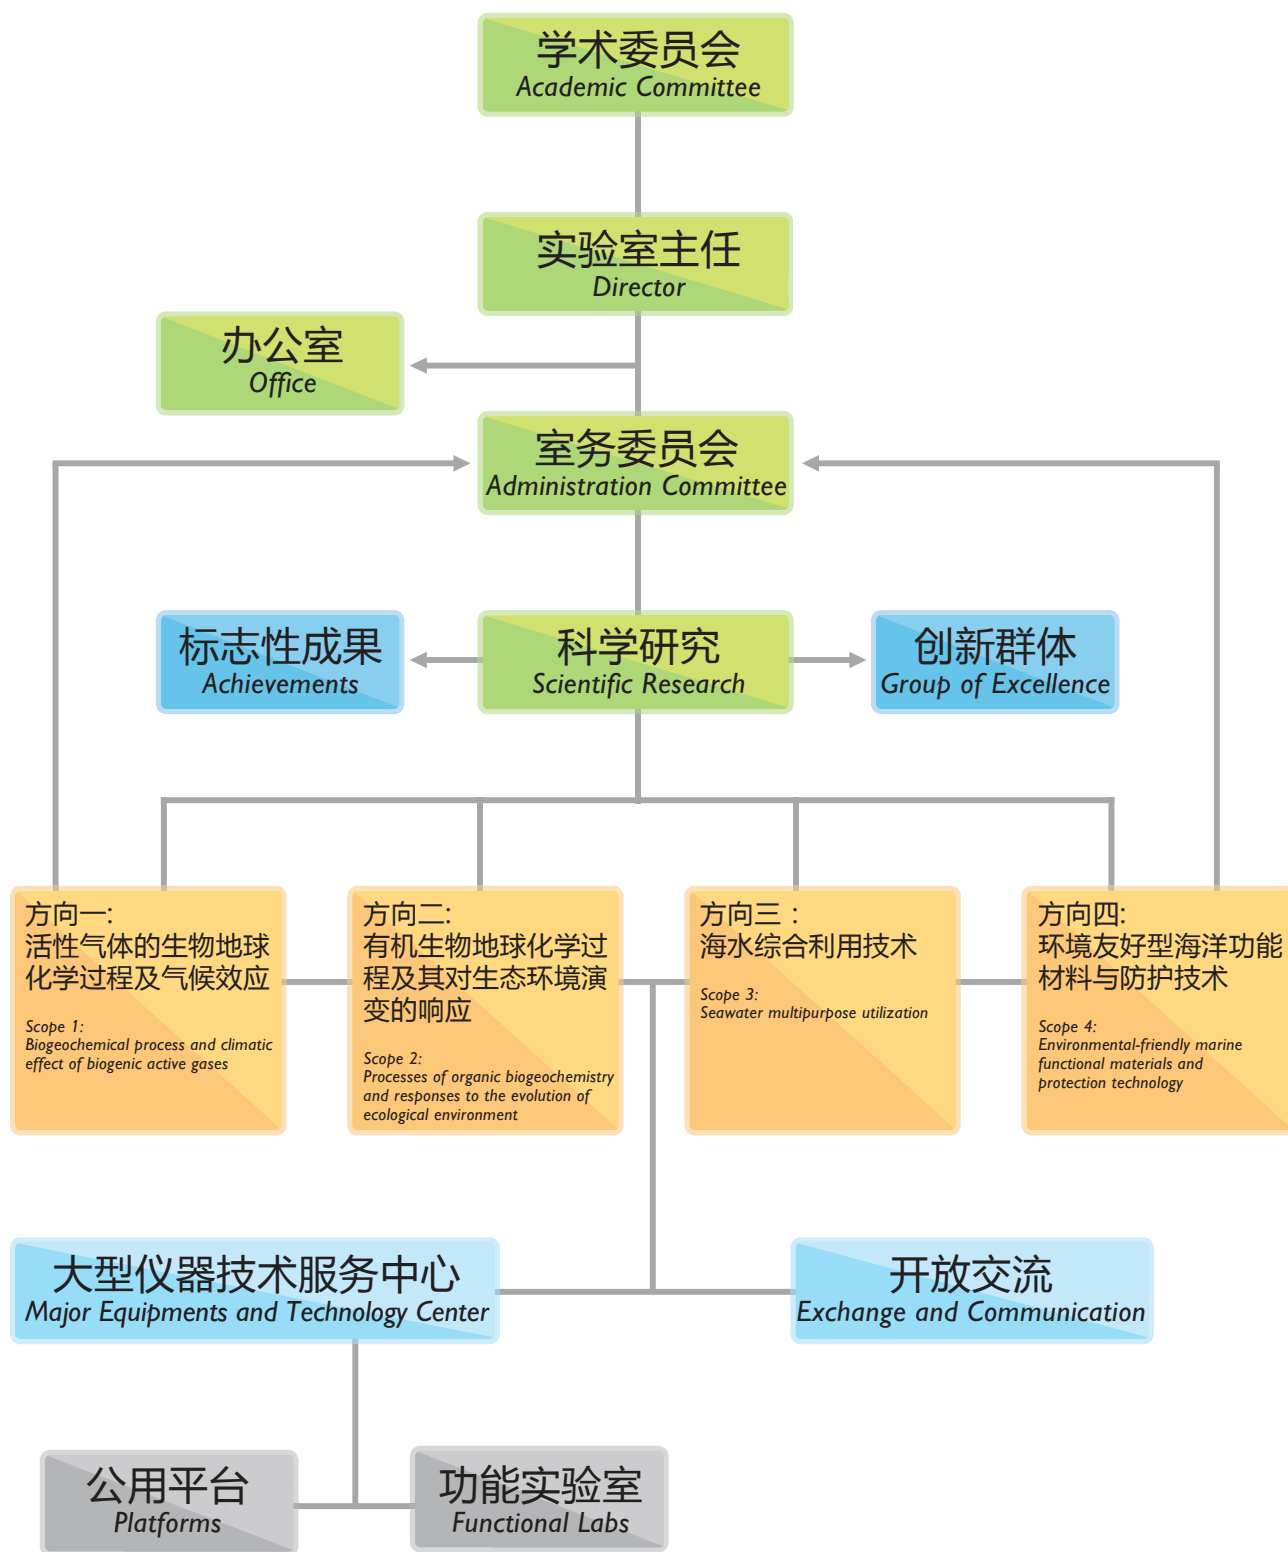 学术委员会
Academic Committee
实验室主任
Director
办公室
Office
室务委员会
Administration Committee
标志性成果
Achievements
科学研究
Scientific Research
创新群体
Group of Excellence
方向一:
活性气体的生物地球
化学过程及气候效应
Scope 1:
Biogeochemical process and climatic
effect of biogenic active gases
方向二:
有机生物地球化学过
程及其对生态环境演
变的响应
Scope 2:
Processes of organic biogeochemistry
and responses to the evolution of
ecological environment
方向三：
海水综合利用技术
Scope 3:
Seawater multipurpose utilization
方向四:
环境友好型海洋功能
材料与防护技术
Scope 4:
Environmental-friendly marine
functional materials and
protection technology
大型仪器技术服务中心
Major Equipments and Technology Center
开放交流
Exchange and Communication
公用平台
Platforms
功能实验室
Functional Labs